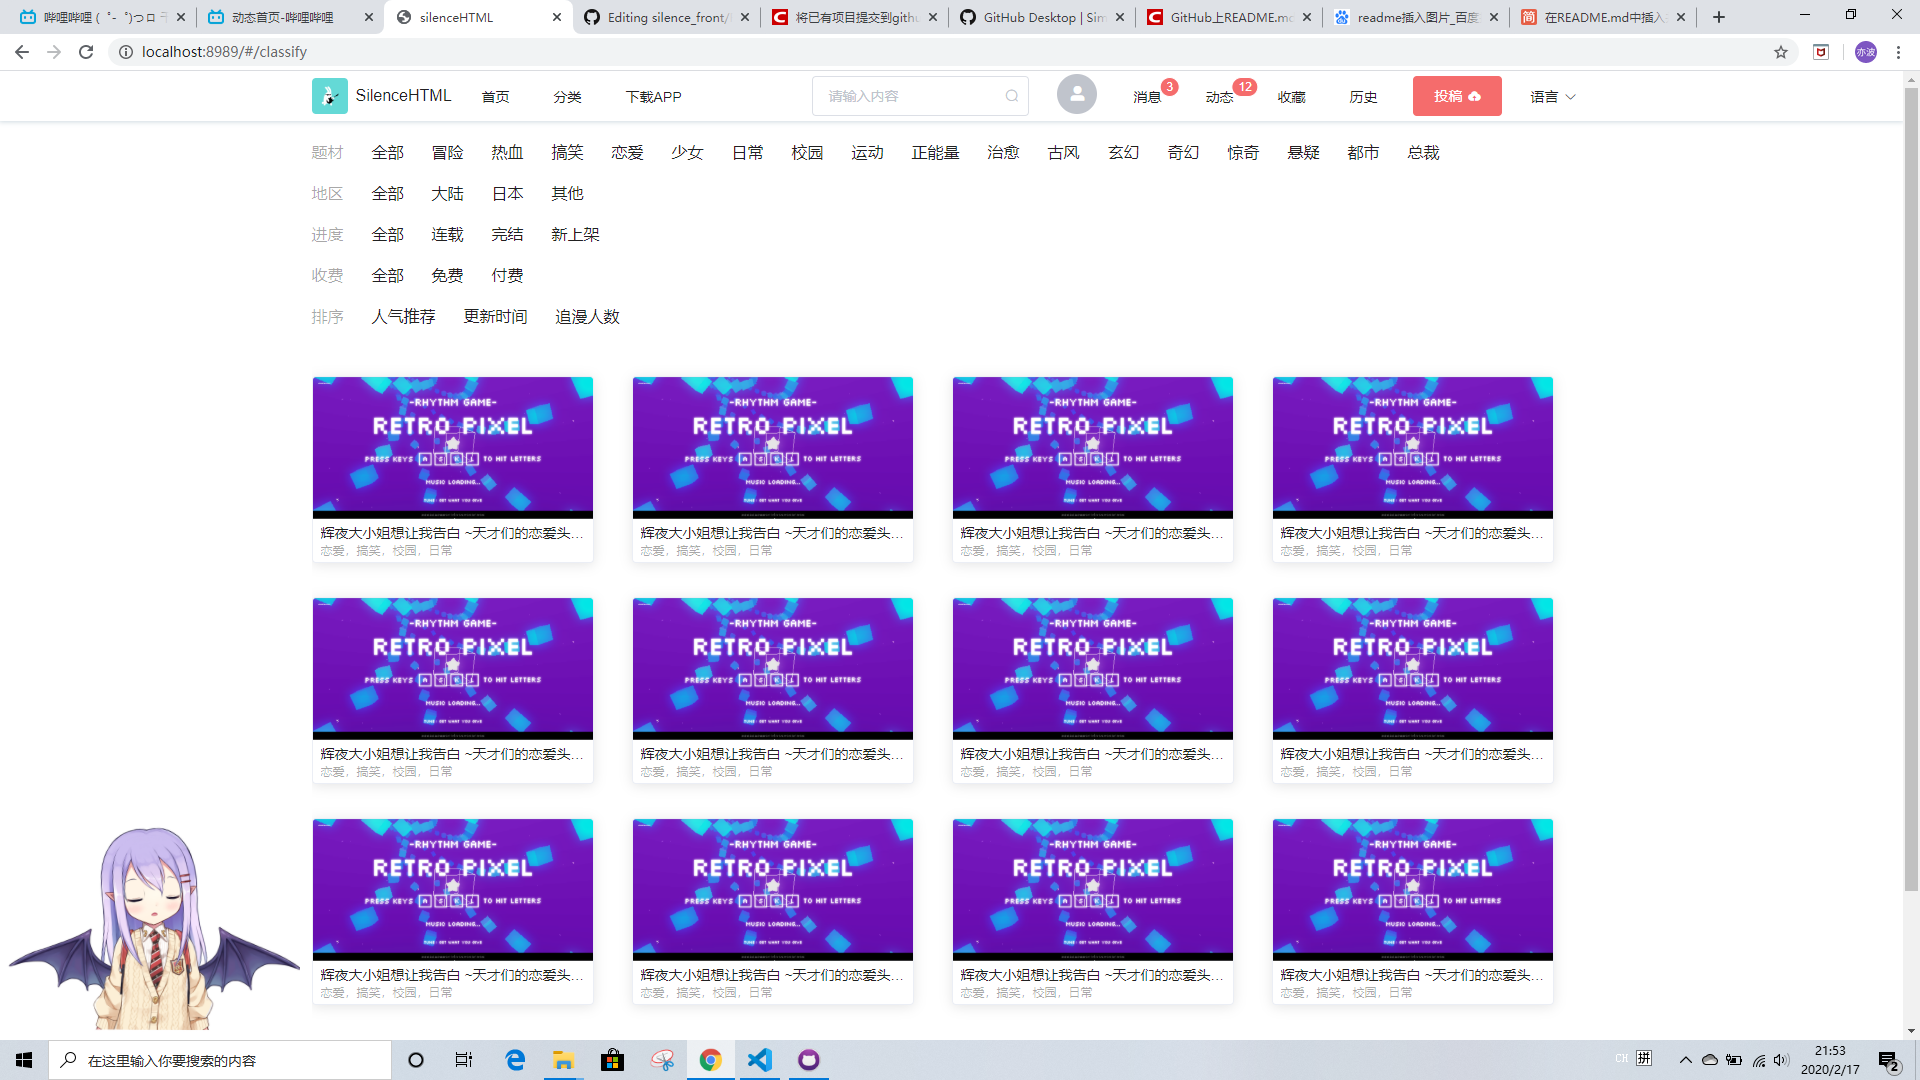 哔哩哔哩 ( ゜- ゜)つロ
动态首页-哔哩哔哩
silenceHTML
Editing silence_front/
将已有项目提交到githu
GitHub Desktop | Sim
GitHub上README.md
readme插入图片_百度
在README.md中插入
localhost:8989/#/classify
亦波
SilenceHTML 首页 分类 下载APP 请输入内容 消息 3 动态 12 收藏 历史 投稿 语言
题材 全部 冒险 热血 搞笑 恋爱 少女 日常 校园 运动 正能量 治愈 古风 玄幻 奇幻 惊奇 悬疑 都市 总裁
地区 全部 大陆 日本 其他
进度 全部 连载 完结 新上架
收费 全部 免费 付费
排序 人气推荐 更新时间 追漫人数
-RHYTHM GAME- -RHYTHM GAME- -RHYTHM GAME- -RHYTHM GAME-
RETRO PIXEL RETRO PIXEL RETRO PIXEL RETRO PIXEL
PRESS KEYS A S K L TO HIT LETTERS PRESS KEYS A S K L TO HIT LETTERS PRESS KEYS A S K L TO HIT LETTERS PRESS KEYS A S K L TO HIT LETTERS
MUSIC LOADING... MUSIC LOADING... MUSIC LOADING... MUSIC LOADING...
辉夜大小姐想让我告白 ~天才们的恋爱头... 辉夜大小姐想让我告白 ~天才们的恋爱头... 辉夜大小姐想让我告白 ~天才们的恋爱头... 辉夜大小姐想让我告白 ~天才们的恋爱头...
恋爱，搞笑，校园，日常 恋爱，搞笑，校园，日常 恋爱，搞笑，校园，日常 恋爱，搞笑，校园，日常
-RHYTHM GAME- -RHYTHM GAME- -RHYTHM GAME- -RHYTHM GAME-
RETRO PIXEL RETRO PIXEL RETRO PIXEL RETRO PIXEL
PRESS KEYS A S K L TO HIT LETTERS PRESS KEYS A S K L TO HIT LETTERS PRESS KEYS A S K L TO HIT LETTERS PRESS KEYS A S K L TO HIT LETTERS
MUSIC LOADING... MUSIC LOADING... MUSIC LOADING... MUSIC LOADING...
辉夜大小姐想让我告白 ~天才们的恋爱头... 辉夜大小姐想让我告白 ~天才们的恋爱头... 辉夜大小姐想让我告白 ~天才们的恋爱头... 辉夜大小姐想让我告白 ~天才们的恋爱头...
恋爱，搞笑，校园，日常 恋爱，搞笑，校园，日常 恋爱，搞笑，校园，日常 恋爱，搞笑，校园，日常
-RHYTHM GAME- -RHYTHM GAME- -RHYTHM GAME- -RHYTHM GAME-
RETRO PIXEL RETRO PIXEL RETRO PIXEL RETRO PIXEL
PRESS KEYS A S K L TO HIT LETTERS PRESS KEYS A S K L TO HIT LETTERS PRESS KEYS A S K L TO HIT LETTERS PRESS KEYS A S K L TO HIT LETTERS
MUSIC LOADING... MUSIC LOADING... MUSIC LOADING... MUSIC LOADING...
辉夜大小姐想让我告白 ~天才们的恋爱头... 辉夜大小姐想让我告白 ~天才们的恋爱头... 辉夜大小姐想让我告白 ~天才们的恋爱头... 辉夜大小姐想让我告白 ~天才们的恋爱头...
恋爱，搞笑，校园，日常 恋爱，搞笑，校园，日常 恋爱，搞笑，校园，日常 恋爱，搞笑，校园，日常
在这里输入你要搜索的内容
CH 拼
21:53
2020/2/17
2